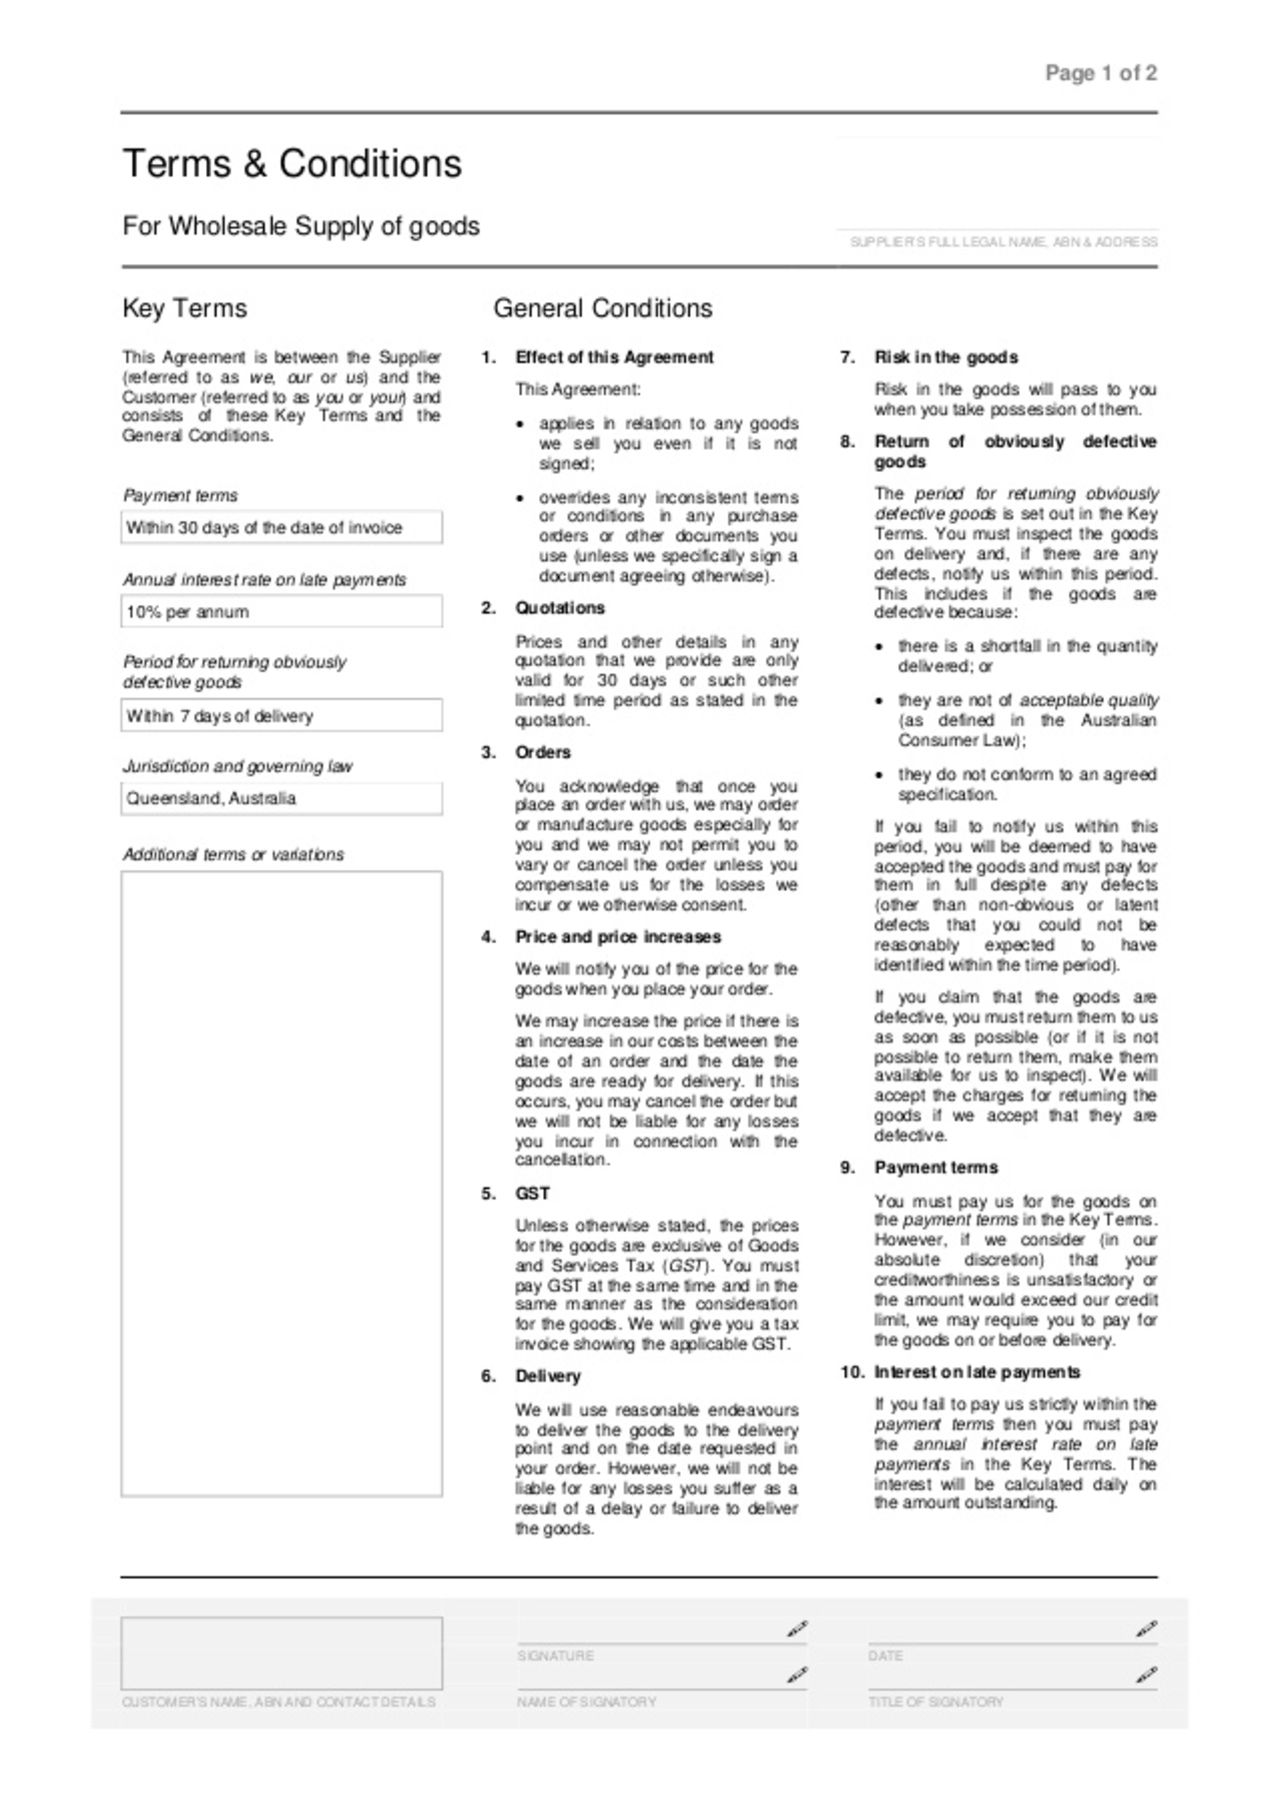 Page 1 of 2
Terms & Conditions
For Wholesale Supply of goods
SUPPLIER'S FULL LEGAL NAME, ABN & ADDRESS
Key Terms
This Agreement is between the Supplier
(referred to as we, our or us) and the
Customer (referred to as you or your) and
consists of these Key Terms and the
General Conditions.
Payment terms
Within 30 days of the date of invoice
Annual interest rate on late payments
10% per annum
Period for returning obviously
defective goods
Within 7 days of delivery
Jurisdiction and governing law
Queensland, Australia
Additional terms or variations
General Conditions
1. Effect of this Agreement
This Agreement:
• applies in relation to any goods
we sell you even if it is not
signed;
• overrides any inconsistent terms
or conditions in any purchase
orders or other documents you
use (unless we specifically sign a
document agreeing otherwise).
2. Quotations
Prices and other details in any
quotation that we provide are only
valid for 30 days or such other
limited time period as stated in the
quotation.
3. Orders
You acknowledge that once you
place an order with us, we may order
or manufacture goods especially for
you and we may not permit you to
vary or cancel the order unless you
compensate us for the losses we
incur or we otherwise consent.
4. Price and price increases
We will notify you of the price for the
goods when you place your order.
We may increase the price if there is
an increase in our costs between the
date of an order and the date the
goods are ready for delivery. If this
occurs, you may cancel the order but
we will not be liable for any losses
you incur in connection with the
cancellation.
5. GST
Unless otherwise stated, the prices
for the goods are exclusive of Goods
and Services Tax (GST). You must
pay GST at the same time and in the
same manner as the consideration
for the goods. We will give you a tax
invoice showing the applicable GST.
6. Delivery
We will use reasonable endeavours
to deliver the goods to the delivery
point and on the date requested in
your order. However, we will not be
liable for any losses you suffer as a
result of a delay or failure to deliver
the goods.
7. Risk in the goods
Risk in the goods will pass to you
when you take possession of them.
8. Return of obviously defective
goods
The period for returning obviously
defective goods is set out in the Key
Terms. You must inspect the goods
on delivery and, if there are any
defects, notify us within this period.
This includes if the goods are
defective because:
• there is a shortfall in the quantity
delivered; or
• they are not of acceptable quality
(as defined in the Australian
Consumer Law);
• they do not conform to an agreed
specification.
If you fail to notify us within this
period, you will be deemed to have
accepted the goods and must pay for
them in full despite any defects
(other than non-obvious or latent
defects that you could not be
reasonably expected to have
identified within the time period).
If you claim that the goods are
defective, you must return them to us
as soon as possible (or if it is not
possible to return them, make them
available for us to inspect). We will
accept the charges for returning the
goods if we accept that they are
defective.
9. Payment terms
You must pay us for the goods on
the payment terms in the Key Terms.
However, if we consider (in our
absolute discretion) that your
creditworthiness is unsatisfactory or
the amount would exceed our credit
limit, we may require you to pay for
the goods on or before delivery.
10. Interest on late payments
If you fail to pay us strictly within the
payment terms then you must pay
the annual interest rate on late
payments in the Key Terms. The
interest will be calculated daily on
the amount outstanding.
CUSTOMER'S NAME, ABN AND CONTACT DETAILS
SIGNATURE
DATE
NAME OF SIGNATORY
TITLE OF SIGNATORY